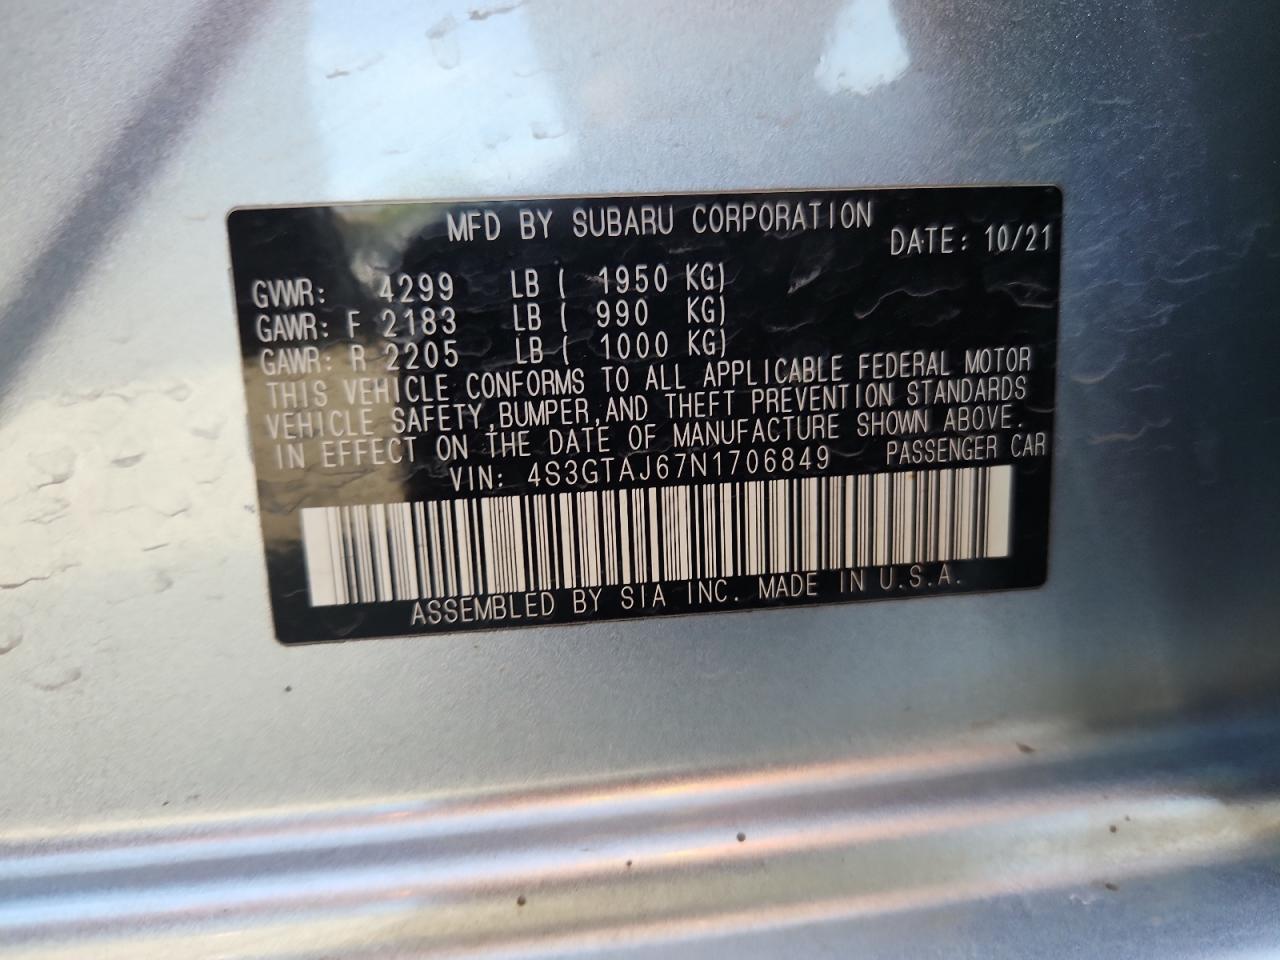 MFD BY SUBARU CORPORATION
DATE: 10/21
GVWR: 4299 LB ( 1950 KG)
GAWR: F 2183 LB ( 990 KG)
GAWR: R 2205 LB ( 1000 KG)
THIS VEHICLE CONFORMS TO ALL APPLICABLE FEDERAL MOTOR
VEHICLE SAFETY,BUMPER,AND THEFT PREVENTION STANDARDS
IN EFFECT ON THE DATE OF MANUFACTURE SHOWN ABOVE.
VIN: 4S3GTAJ67N1706849 PASSENGER CAR
ASSEMBLED BY SIA INC. MADE IN U.S.A.